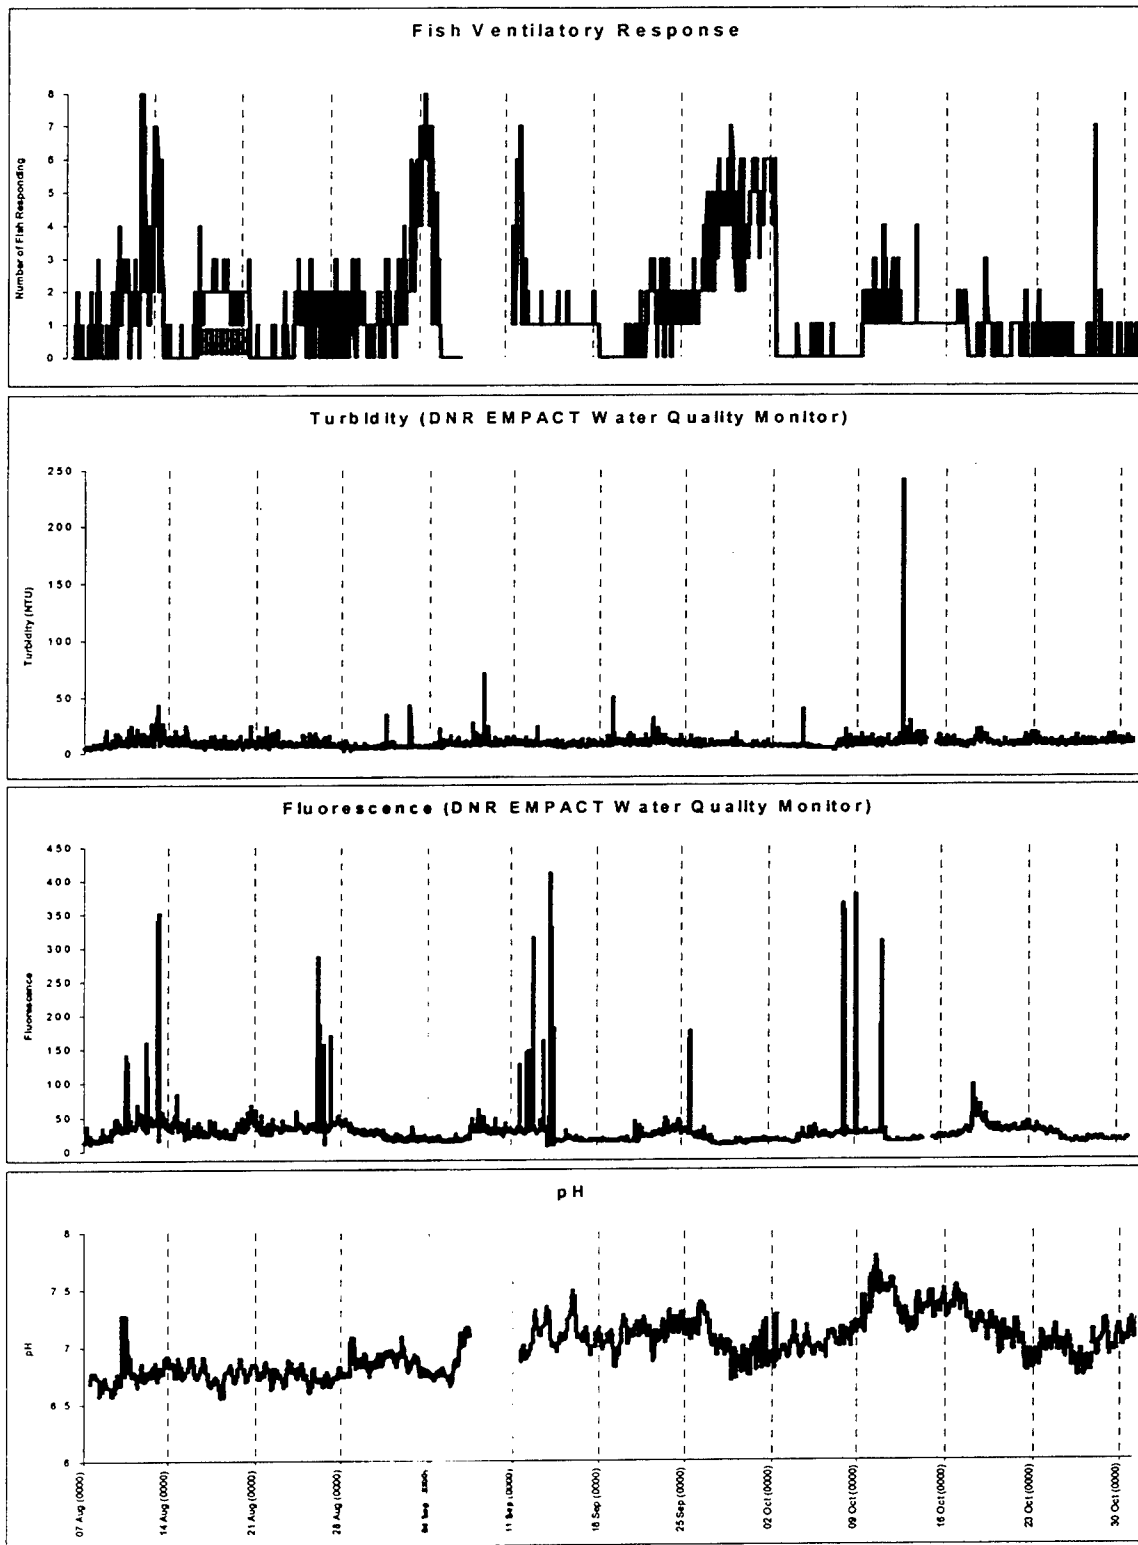 Fish Ventilatory Response
8
7
6
5
4
3
2
1
0
Number of Fish Responding
Turbidity (DNR EMPACT Water Quality Monitor)
250
200
150
100
50
0
Turbidity (NTU)
Fluorescence (DNR EMPACT Water Quality Monitor)
450
400
350
300
250
200
150
100
50
0
Fluorescence
pH
8
7 5
7
6 5
6
pH
07 Aug (0000)
14 Aug (0000)
21 Aug (0000)
28 Aug (0000)
04 Sep (0000)
11 Sep (0000)
18 Sep (0000)
25 Sep (0000)
02 Oct (0000)
09 Oct (0000)
16 Oct (0000)
23 Oct (0000)
30 Oct (0000)